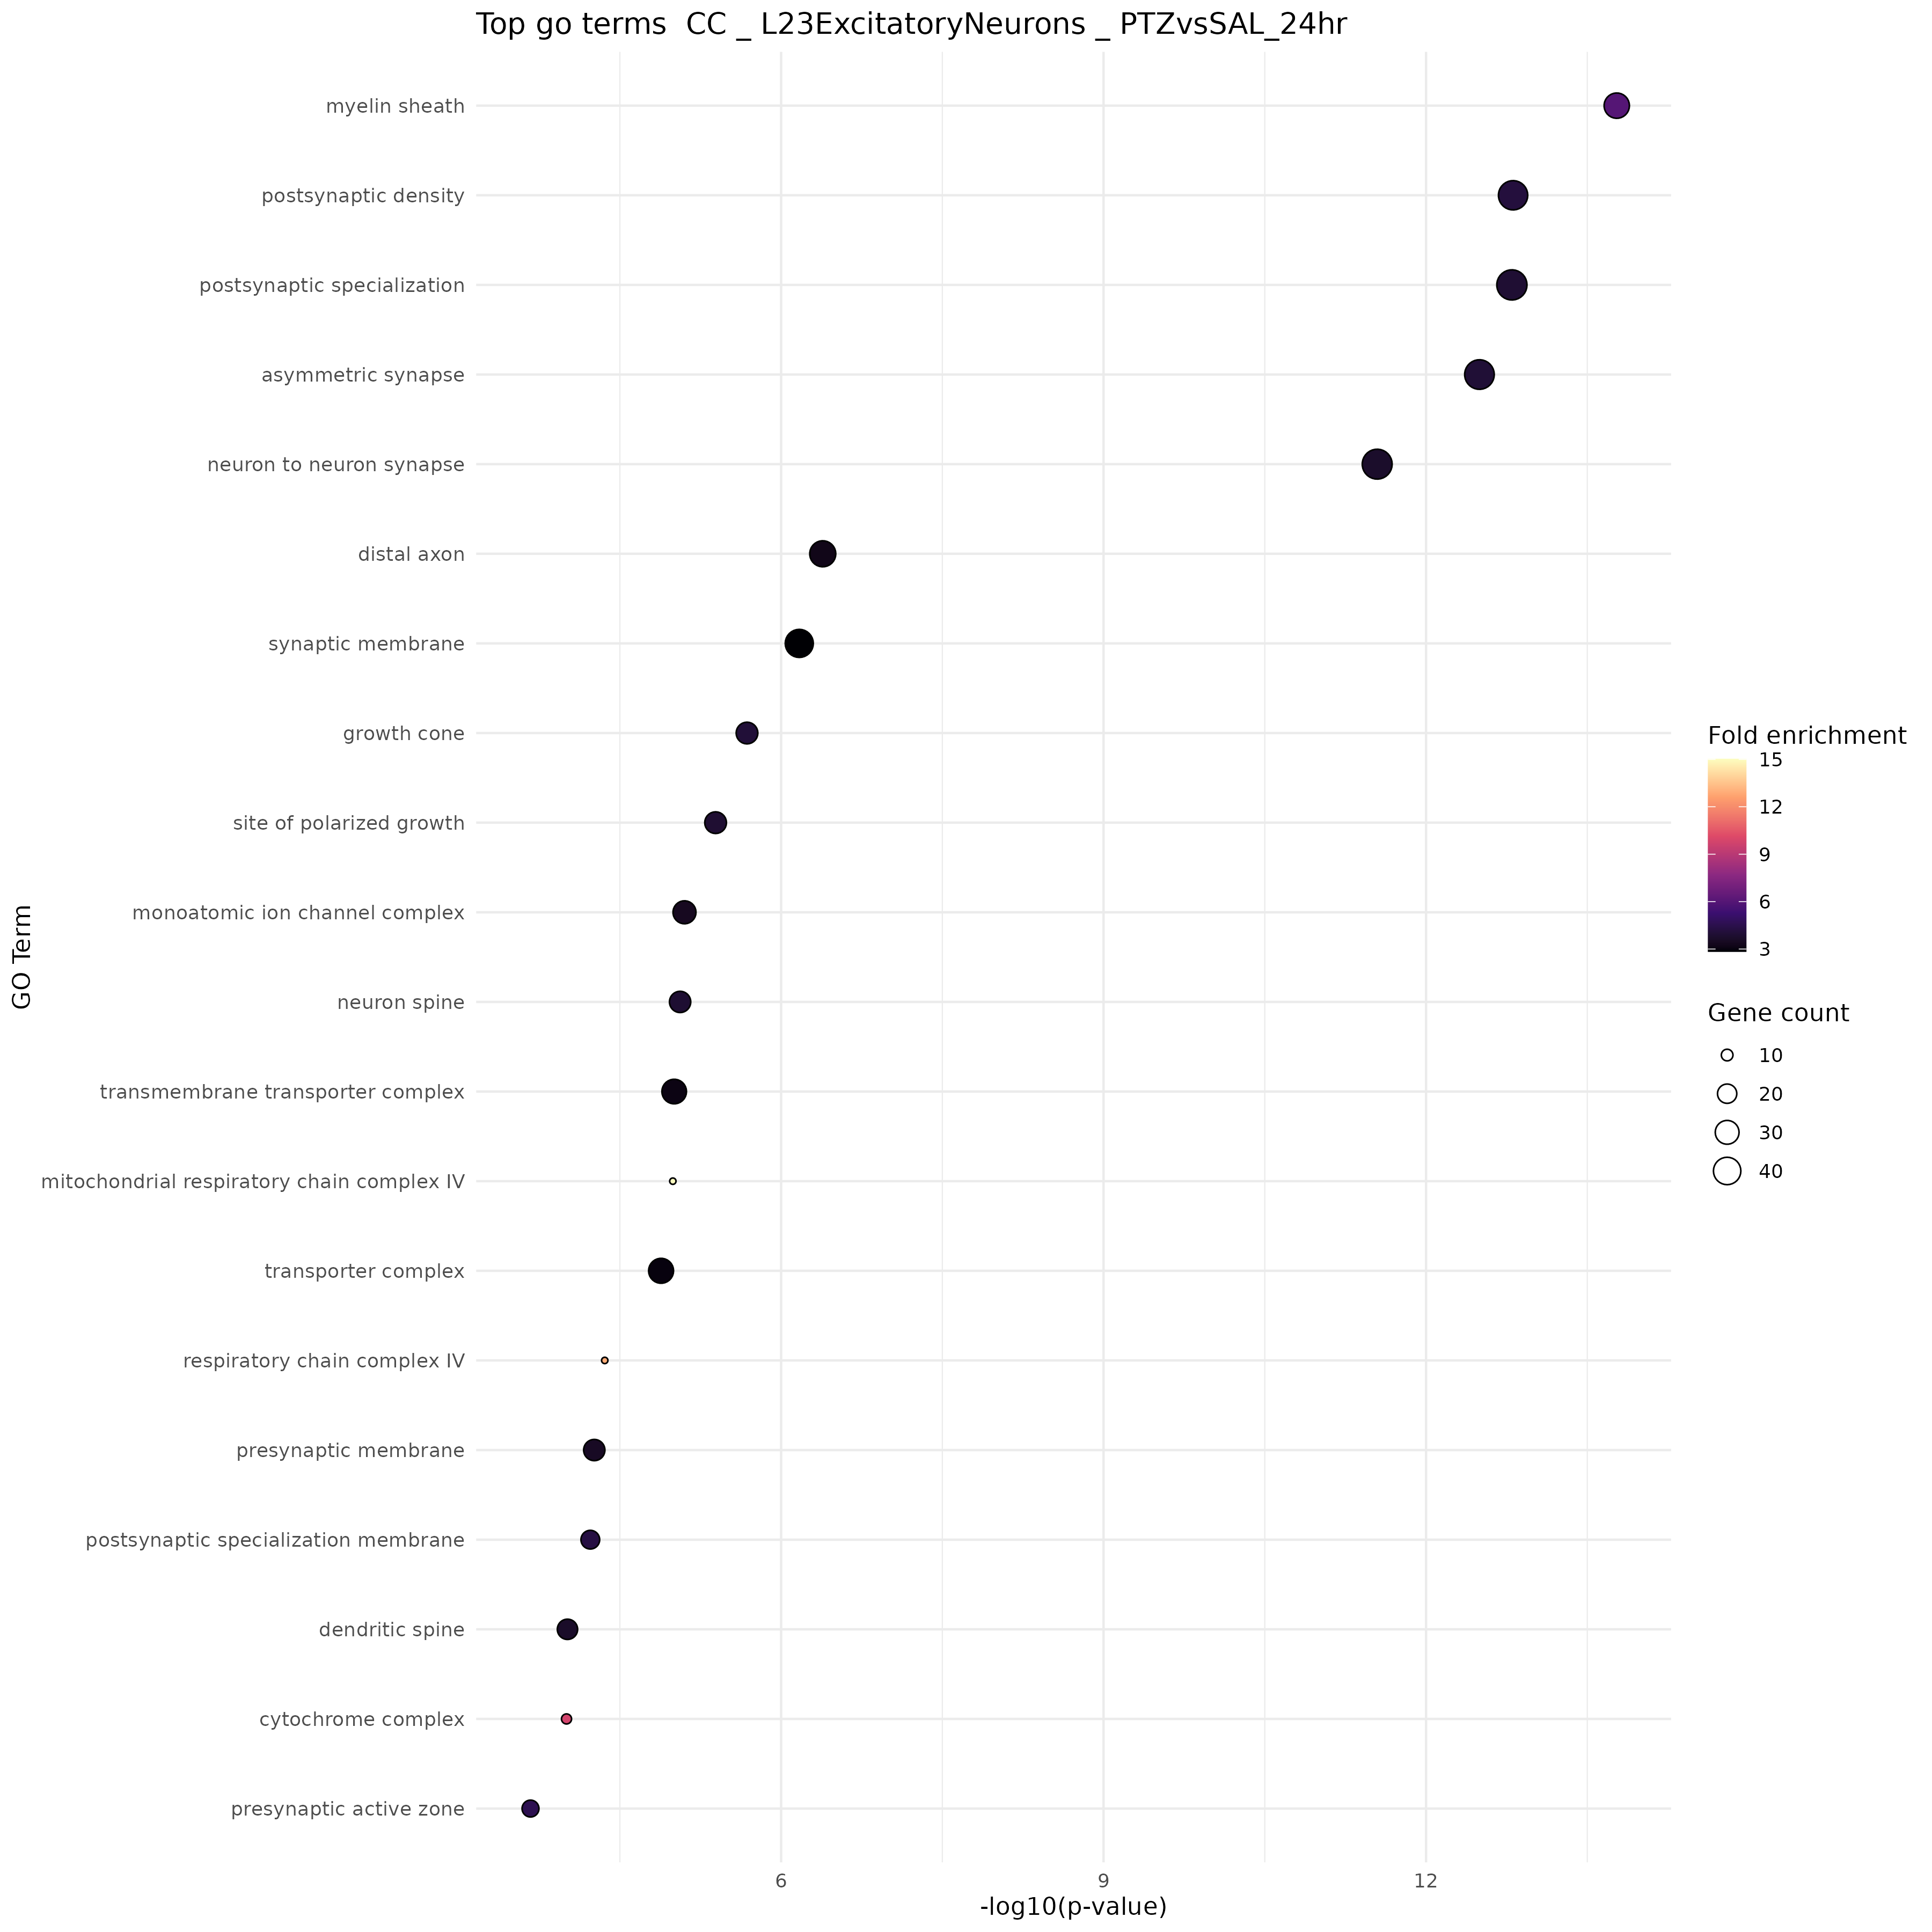 Top go terms  CC _ L23ExcitatoryNeurons _ PTZvsSAL_24hr
myelin sheath
postsynaptic density
postsynaptic specialization
asymmetric synapse
neuron to neuron synapse
distal axon
synaptic membrane
growth cone
site of polarized growth
monoatomic ion channel complex
neuron spine
transmembrane transporter complex
mitochondrial respiratory chain complex IV
transporter complex
respiratory chain complex IV
presynaptic membrane
postsynaptic specialization membrane
dendritic spine
cytochrome complex
presynaptic active zone
GO Term
6 9 12
-log10(p-value)
Fold enrichment
15
12
9
6
3
Gene count
10
20
30
40